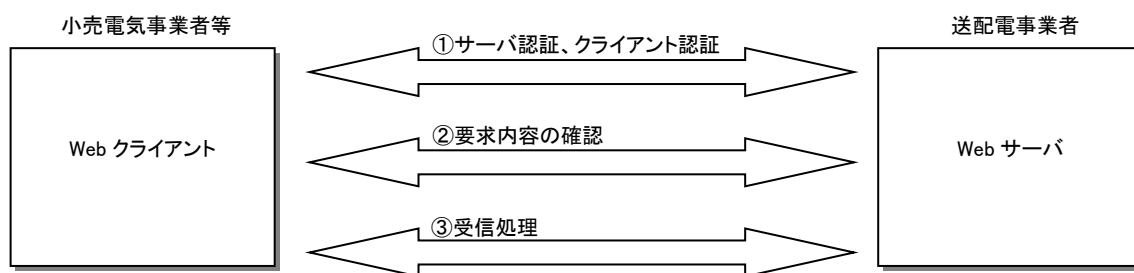 小売電気事業者等
送配電事業者
①サーバ認証、クライアント認証
Web クライアント
②要求内容の確認
Web サーバ
③受信処理